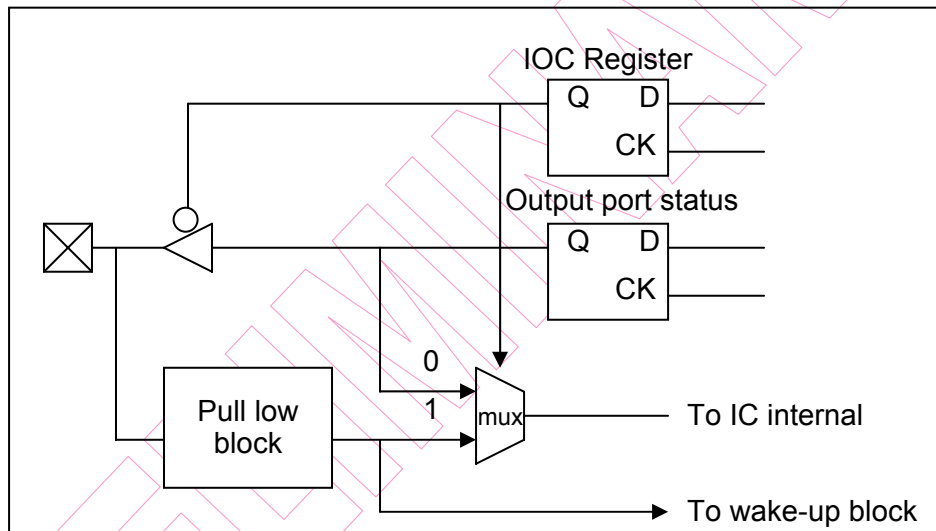 IOC Register
Q D
CK
Output port status
Q D
CK
0
1
Pull low
block
mux
To IC internal
To wake-up block